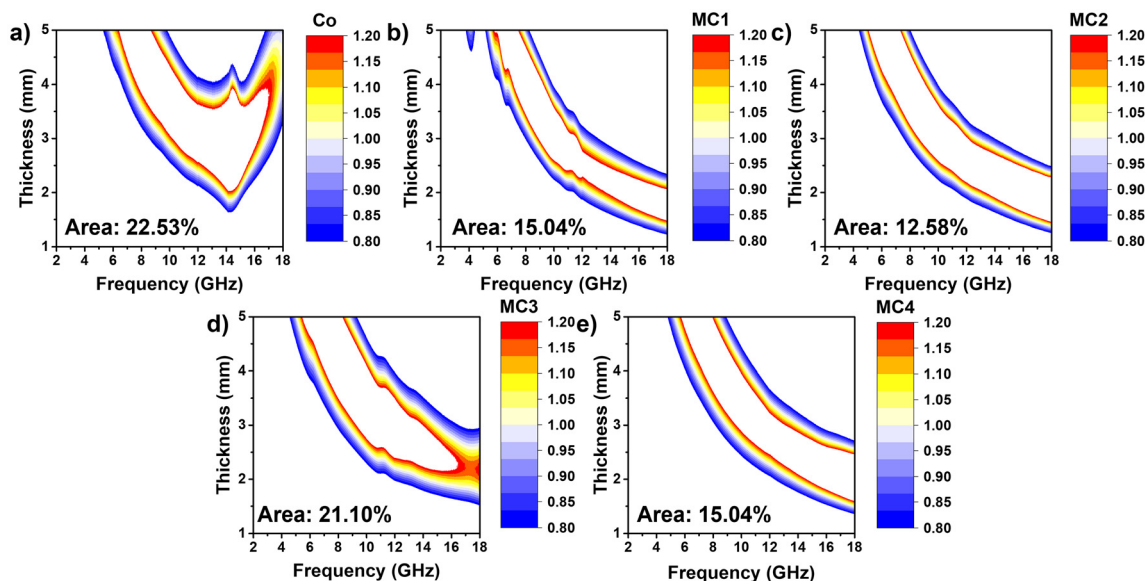 a)
Co
Thickness (mm)
5
4
3
2
1
Area: 22.53%
2 4 6 8 10 12 14 16 18
Frequency (GHz)
1.20
1.15
1.10
1.05
1.00
0.95
0.90
0.85
0.80
b)
MC1
Thickness (mm)
5
4
3
2
1
Area: 15.04%
2 4 6 8 10 12 14 16 18
Frequency (GHz)
1.20
1.15
1.10
1.05
1.00
0.95
0.90
0.85
0.80
c)
MC2
Thickness (mm)
5
4
3
2
1
Area: 12.58%
2 4 6 8 10 12 14 16 18
Frequency (GHz)
1.20
1.15
1.10
1.05
1.00
0.95
0.90
0.85
0.80
d)
MC3
Thickness (mm)
5
4
3
2
1
Area: 21.10%
2 4 6 8 10 12 14 16 18
Frequency (GHz)
1.20
1.15
1.10
1.05
1.00
0.95
0.90
0.85
0.80
e)
MC4
Thickness (mm)
5
4
3
2
1
Area: 15.04%
2 4 6 8 10 12 14 16 18
Frequency (GHz)
1.20
1.15
1.10
1.05
1.00
0.95
0.90
0.85
0.80